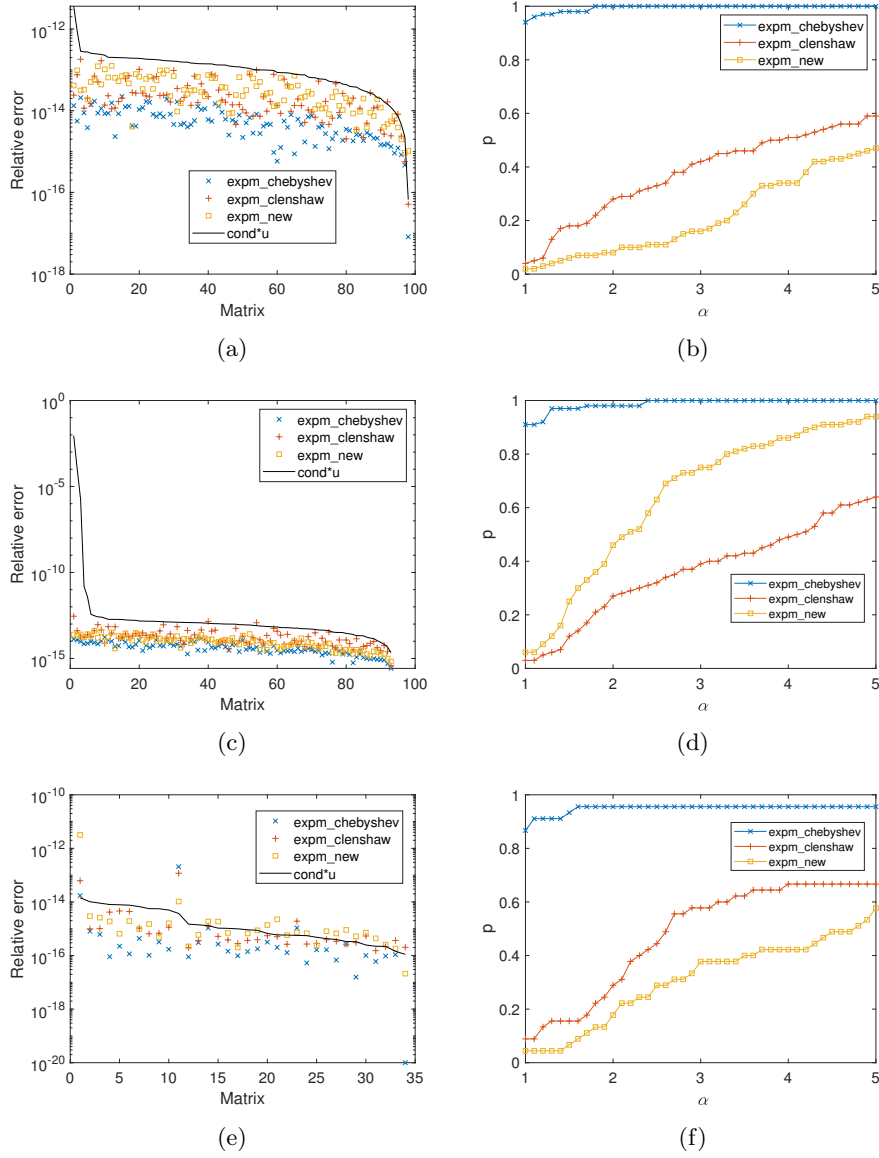 10^-12
10^-14
10^-16
10^-18
Relative error
expm_chebyshev
expm_clenshaw
expm_new
cond*u
0
20
40
60
80
100
Matrix
(a)
1
0.8
0.6
0.4
0.2
0
p
expm_chebyshev
expm_clenshaw
expm_new
1
2
3
4
5
α
(b)
10^0
10^-5
10^-10
10^-15
Relative error
expm_chebyshev
expm_clenshaw
expm_new
cond*u
0
20
40
60
80
100
Matrix
(c)
1
0.8
0.6
0.4
0.2
0
p
expm_chebyshev
expm_clenshaw
expm_new
1
2
3
4
5
α
(d)
10^-10
10^-12
10^-14
10^-16
10^-18
10^-20
Relative error
expm_chebyshev
expm_clenshaw
expm_new
cond*u
0
5
10
15
20
25
30
35
Matrix
(e)
1
0.8
0.6
0.4
0.2
0
p
expm_chebyshev
expm_clenshaw
expm_new
1
2
3
4
5
α
(f)